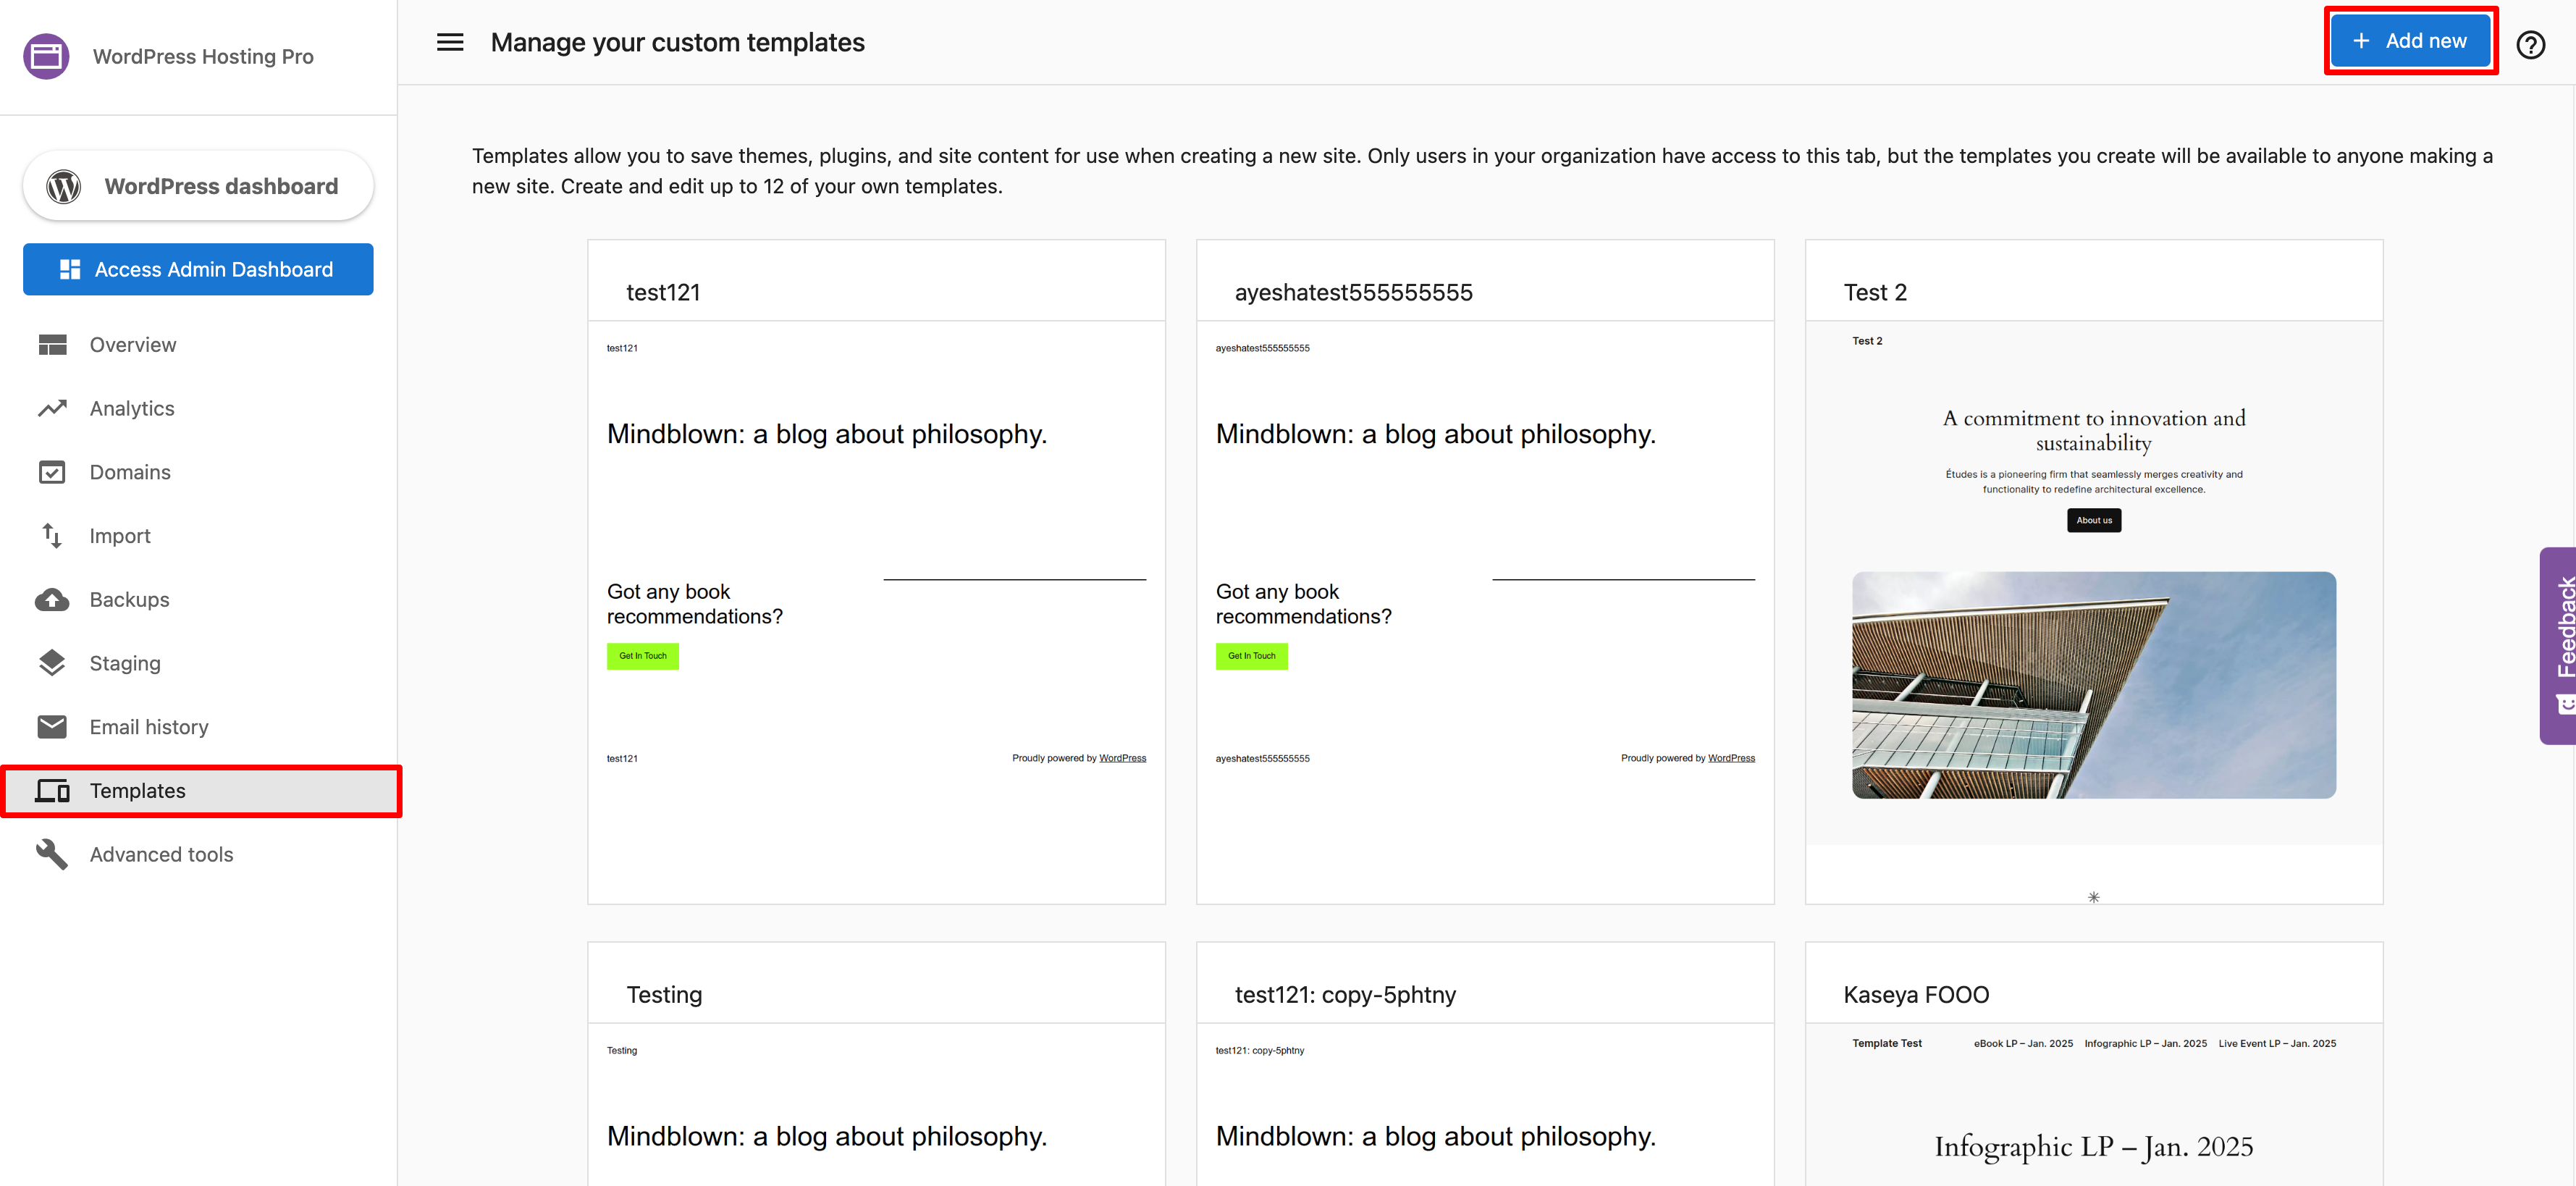 WordPress Hosting Pro
WordPress dashboard
Access Admin Dashboard
Overview
Analytics
Domains
Import
Backups
Staging
Email history
Templates
Advanced tools
Manage your custom templates
+ Add new
Templates allow you to save themes, plugins, and site content for use when creating a new site. Only users in your organization have access to this tab, but the templates you create will be available to anyone making a
new site. Create and edit up to 12 of your own templates.
test121
test121
Mindblown: a blog about philosophy.
Got any book
recommendations?
Get In Touch
test121
Proudly powered by WordPress
ayeshatest555555555
ayeshatest555555555
Mindblown: a blog about philosophy.
Got any book
recommendations?
Get In Touch
ayeshatest555555555
Proudly powered by WordPress
Test 2
Test 2
A commitment to innovation and
sustainability
Études is a pioneering firm that seamlessly merges creativity and
functionality to redefine architectural excellence.
About us
Testing
Testing
Mindblown: a blog about philosophy.
test121: copy-5phtny
test121: copy-5phtny
Mindblown: a blog about philosophy.
Kaseya FOOO
Template Test
eBook LP – Jan. 2025
Infographic LP – Jan. 2025
Live Event LP – Jan. 2025
Infographic LP – Jan. 2025
Feedback